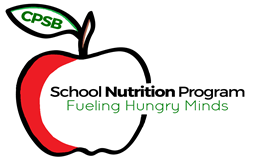 CPSB
School Nutrition Program
Fueling Hungry Minds